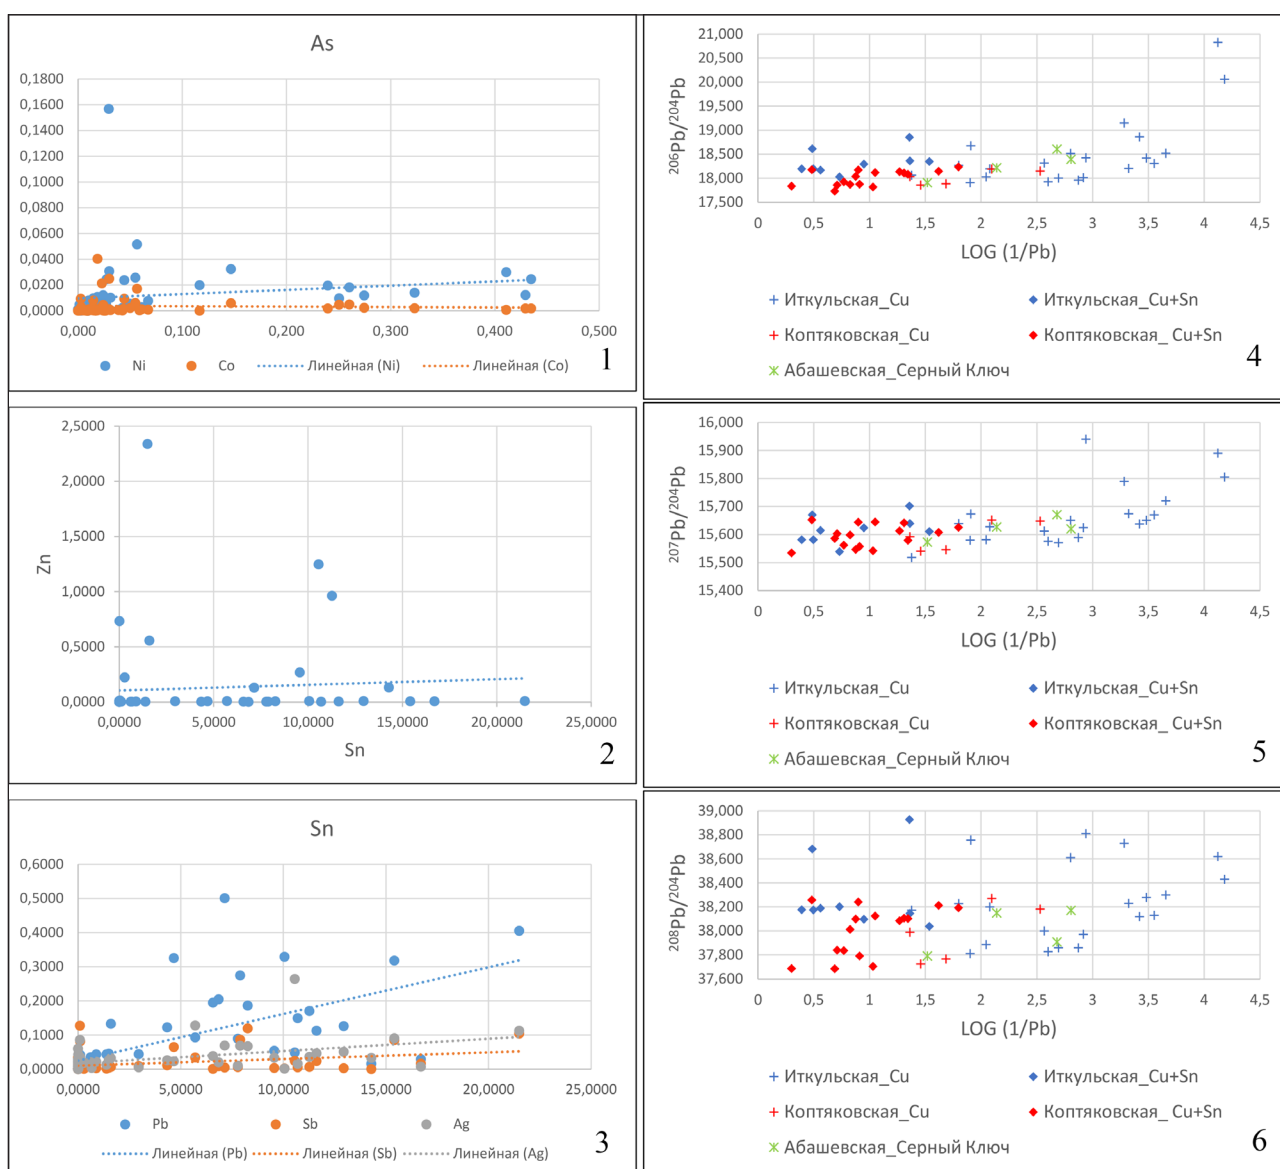 As
0,1800
0,1600
0,1400
0,1200
0,1000
0,0800
0,0600
0,0400
0,0200
0,0000
0,000 0,100 0,200 0,300 0,400 0,500
Ni Co Линейная (Ni) Линейная (Co)
1
2,5000
2,0000
1,5000
1,0000
0,5000
0,0000
Zn
0,0000 5,0000 10,0000 15,0000 20,0000 25,0000
Sn
2
Sn
0,6000
0,5000
0,4000
0,3000
0,2000
0,1000
0,0000
0,0000 5,0000 10,0000 15,0000 20,0000 25,0000
Pb Sb Ag
Линейная (Pb) Линейная (Sb) Линейная (Ag)
3
21,000
20,000
19,500
19,000
18,500
18,000
17,500
206Pb/204Pb
0 0,5 1 1,5 2 2,5 3 3,5 4 4,5
LOG (1/Pb)
Иткульская_Cu Иткульская_Cu+Sn
Коптяковская_Cu Коптяковская_ Cu+Sn
Абашевская_Серный Ключ
4
16,000
15,900
15,800
15,700
15,600
15,500
15,400
207Pb/204Pb
0 0,5 1 1,5 2 2,5 3 3,5 4 4,5
LOG (1/Pb)
Иткульская_Cu Иткульская_Cu+Sn
Коптяковская_Cu Коптяковская_ Cu+Sn
Абашевская_Серный Ключ
5
39,000
38,800
38,600
38,400
38,200
38,000
37,800
37,600
208Pb/204Pb
0 0,5 1 1,5 2 2,5 3 3,5 4 4,5
LOG (1/Pb)
Иткульская_Cu Иткульская_Cu+Sn
Коптяковская_Cu Коптяковская_ Cu+Sn
Абашевская_Серный Ключ
6